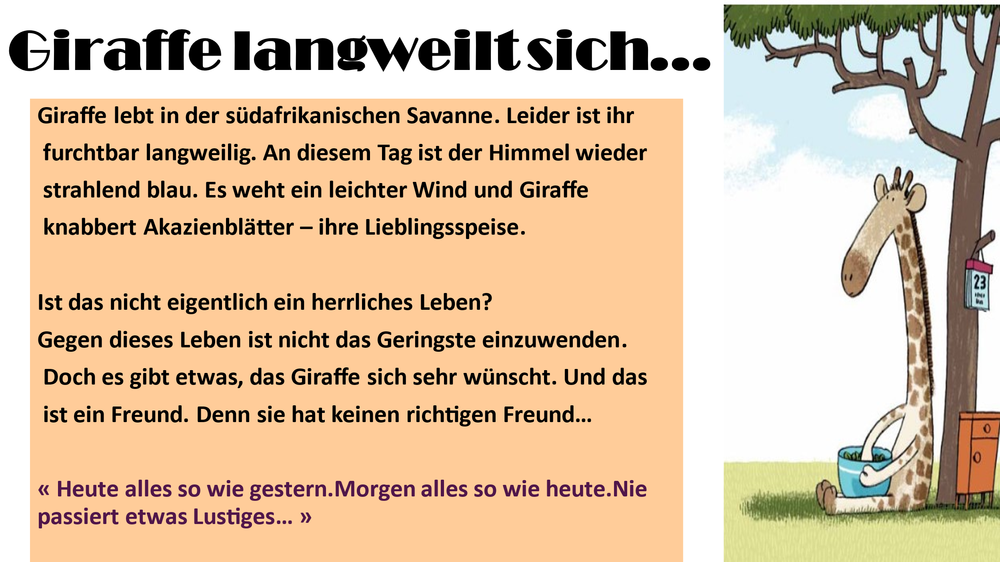 Giraffe langweilt sich...
Giraffe lebt in der südafrikanischen Savanne. Leider ist ihr
furchtbar langweilig. An diesem Tag ist der Himmel wieder
strahlend blau. Es weht ein leichter Wind und Giraffe
knabbert Akazienblätter – ihre Lieblingsspeise.
Ist das nicht eigentlich ein herrliches Leben?
Gegen dieses Leben ist nicht das Geringste einzuwenden.
Doch es gibt etwas, das Giraffe sich sehr wünscht. Und das
ist ein Freund. Denn sie hat keinen richtigen Freund...
« Heute alles so wie gestern.Morgen alles so wie heute.Nie
passiert etwas Lustiges... »
23